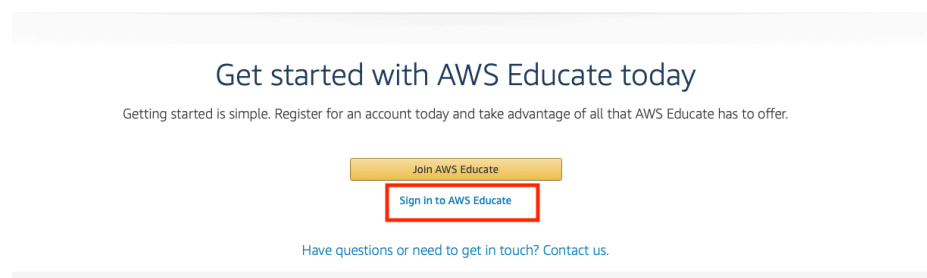 Get started with AWS Educate today
Getting started is simple. Register for an account today and take advantage of all that AWS Educate has to offer.
Join AWS Educate
Sign in to AWS Educate
Have questions or need to get in touch? Contact us.